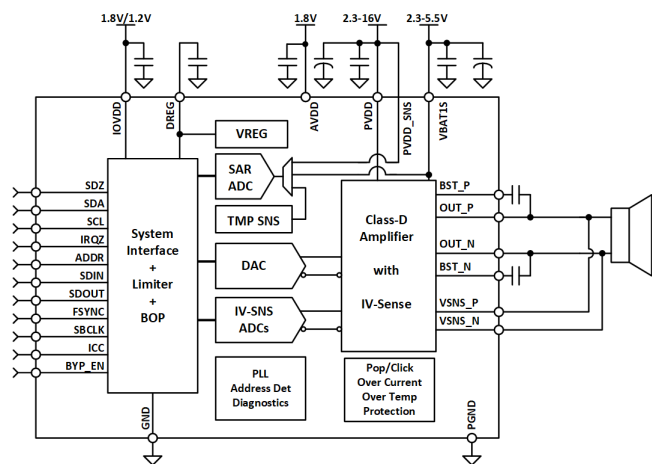 1.8V/1.2V
1.8V
2.3-16V
2.3-5.5V
IOVDD
DREG
AVDD
PVDD
PVDD_SNS
VBAT1S
VREG
SDZ
SDA
SCL
IRQZ
ADDR
SDIN
SDOUT
FSYNC
SBCLK
ICC
BYP_EN
System
Interface
+
Limiter
+
BOP
SAR
ADC
TMP SNS
DAC
IV-SNS
ADCs
PLL
Address Det
Diagnostics
Class-D
Amplifier
with
IV-Sense
Pop/Click
Over Current
Over Temp
Protection
BST_P
OUT_P
OUT_N
BST_N
VSNS_P
VSNS_N
GND
PGND